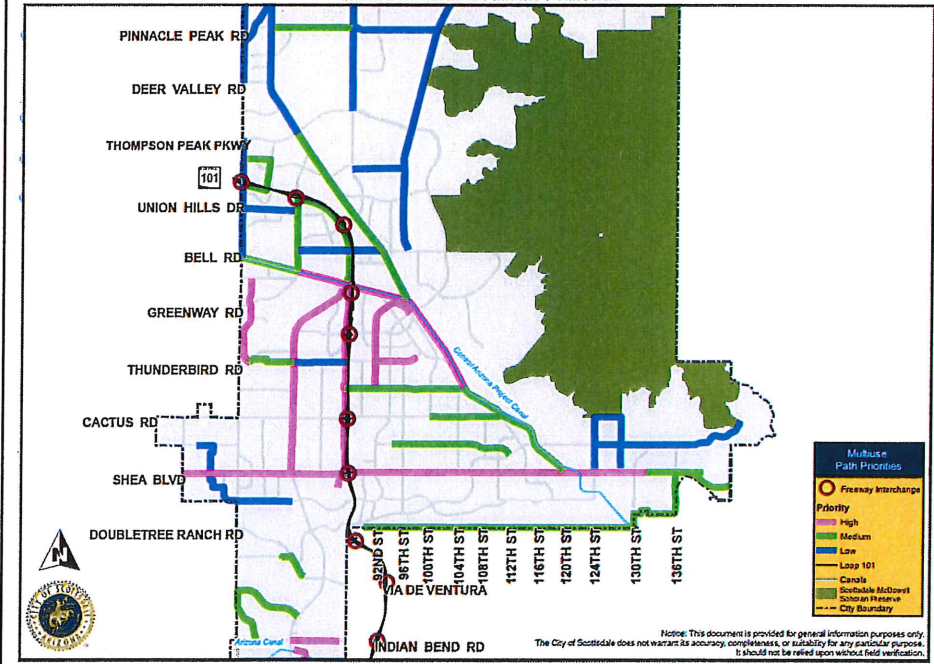 PINNACLE PEAK RD
DEER VALLEY RD
THOMPSON PEAK PKWY
101
UNION HILLS DR
BELL RD
GREENWAY RD
THUNDERBIRD RD
CACTUS RD
SHEA BLVD
DOUBLETREE RANCH RD
Central Arizona Project Canal
92ND ST
96TH ST
100TH ST
104TH ST
108TH ST
112TH ST
116TH ST
120TH ST
124TH ST
130TH ST
136TH ST
VIA DE VENTURA
INDIAN BEND RD
Arizona Canal
N
CITY OF SCOTTSDALE
ARIZONA
Multiuse
Path Priorities
Freeway Interchange
Priority
High
Medium
Low
Loop 101
Canals
Scottsdale McDowell
Sonoran Preserve
City Boundary
Notice: This document is provided for general information purposes only.
The City of Scottsdale does not warrant its accuracy, completeness, or suitability for any particular purpose.
It should not be relied upon without field verification.